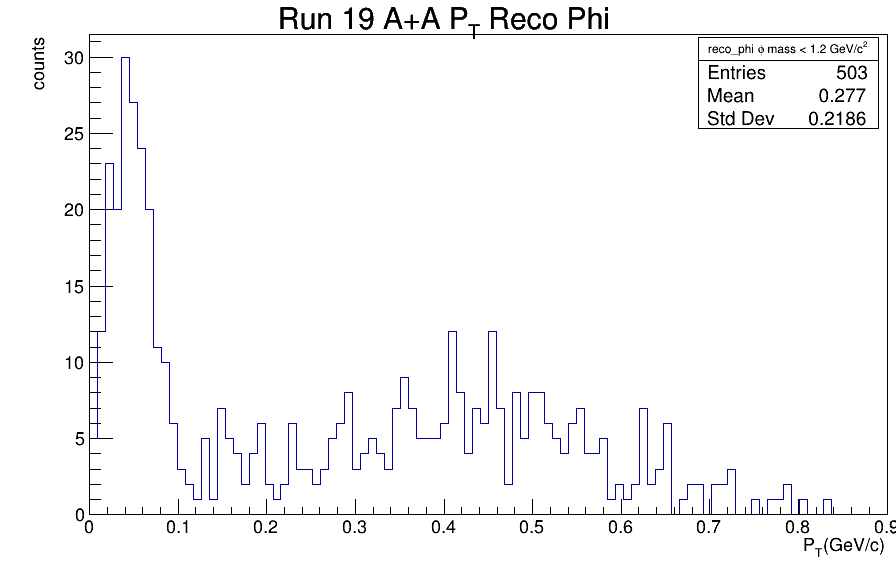 Run 19 A+A P_T Reco Phi
counts
reco_phi ϕ mass < 1.2 GeV/c²
Entries 503
Mean 0.277
Std Dev 0.2186
30
25
20
15
10
5
0
0 0.1 0.2 0.3 0.4 0.5 0.6 0.7 0.8 0.9
P_T(GeV/c)